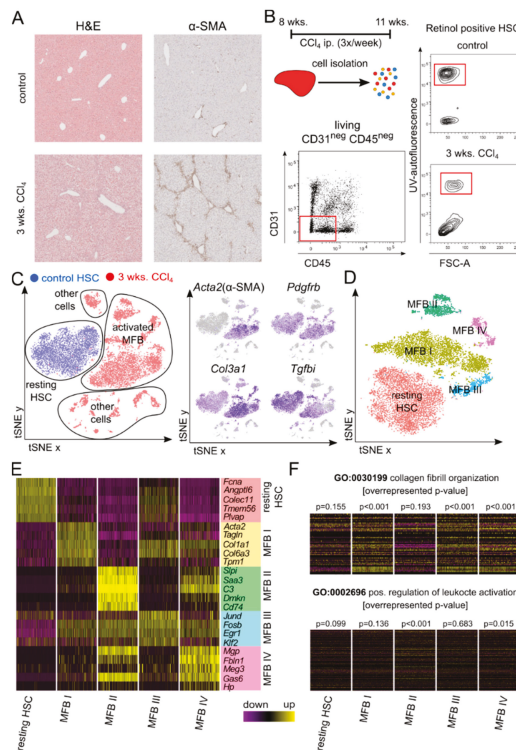 A
H&E
α-SMA
control
3 wks. CCl4
B
8 wks.
11 wks.
CCl4 ip. (3x/week)
cell isolation
living
CD31neg CD45neg
CD31
CD45
Retinol positive HSC
control
UV-autofluorescence
3 wks. CCl4
FSC-A
C
control HSC
3 wks. CCl4
other
cells
activated
MFB
resting
HSC
other
cells
tSNE y
tSNE x
Acta2(α-SMA)
Pdgfrb
Col3a1
Tgfbi
tSNE y
tSNE x
D
MFB II
MFB IV
MFB I
MFB III
resting
HSC
tSNE y
tSNE x
E
Fcna
Angptl6
Colec11
Tmem56
Plvap
resting
HSC
Acta2
Tagln
Col1a1
Col6a3
Tpm1
MFB I
Slpi
Saa3
C3
Dmkn
Cd74
MFB II
Jund
Fosb
Egr1
Klf2
MFB III
Mgp
Fbln1
Meg3
Gas6
Hp
MFB IV
resting HSC
MFB I
MFB II
MFB III
MFB IV
down
up
F
GO:0030199 collagen fibrill organization
[overrepresented p-value]
p=0.155
p<0.001
p=0.193
p<0.001
p<0.001
GO:0002696 pos. regulation of leukocte activation
[overrepresented p-value]
p=0.099
p=0.136
p<0.001
p=0.683
p=0.015
resting HSC
MFB I
MFB II
MFB III
MFB IV